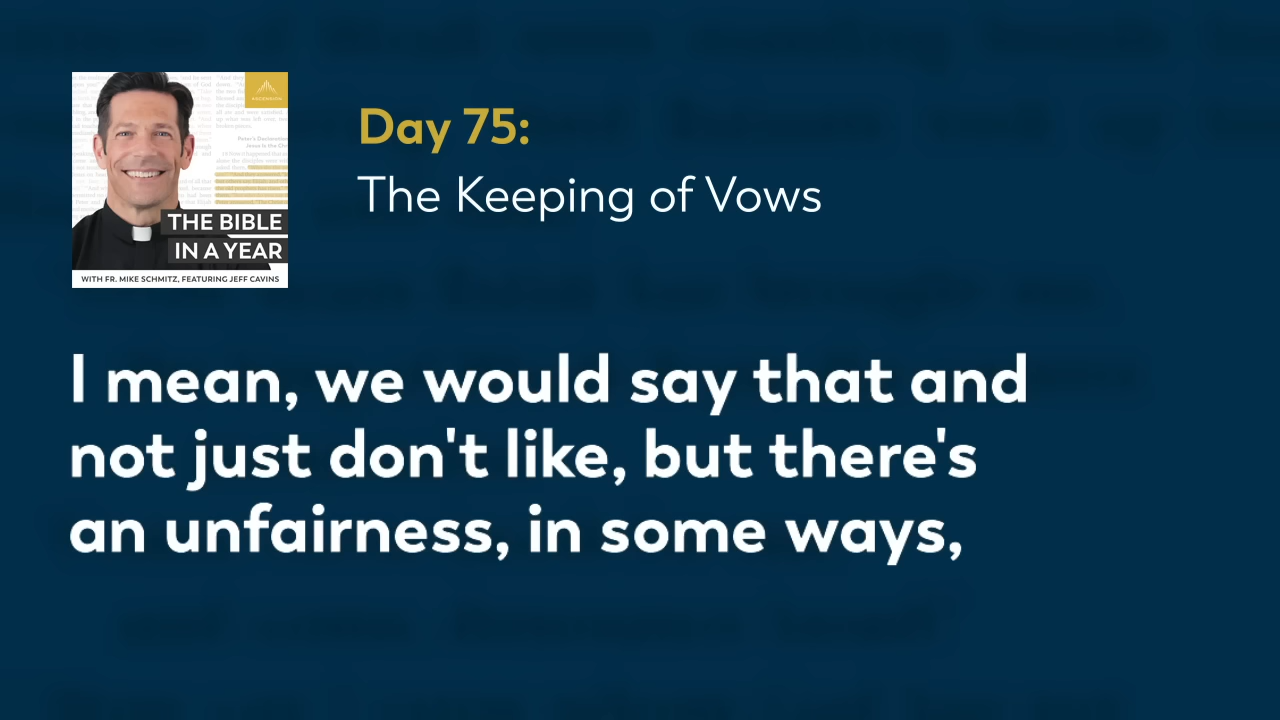 Day 75:
The Keeping of Vows
THE BIBLE
IN A YEAR
WITH FR. MIKE SCHMITZ, FEATURING JEFF CAVINS
I mean, we would say that and
not just don't like, but there's
an unfairness, in some ways,